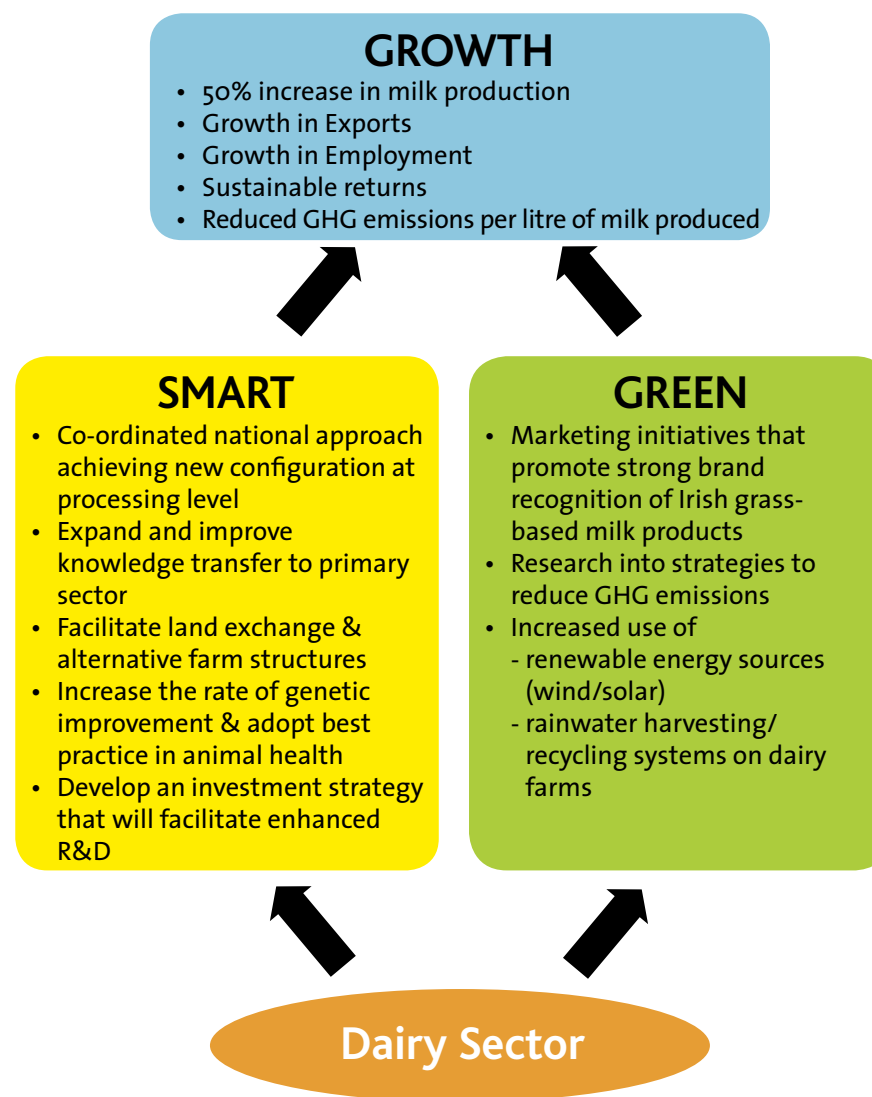 GROWTH
• 50% increase in milk production
• Growth in Exports
• Growth in Employment
• Sustainable returns
• Reduced GHG emissions per litre of milk produced
SMART
• Co-ordinated national approach
achieving new configuration at
processing level
• Expand and improve
knowledge transfer to primary
sector
• Facilitate land exchange &
alternative farm structures
• Increase the rate of genetic
improvement & adopt best
practice in animal health
• Develop an investment strategy
that will facilitate enhanced
R&D
GREEN
• Marketing initiatives that
promote strong brand
recognition of Irish grass-
based milk products
• Research into strategies to
reduce GHG emissions
• Increased use of
- renewable energy sources
(wind/solar)
- rainwater harvesting/
recycling systems on dairy
farms
Dairy Sector